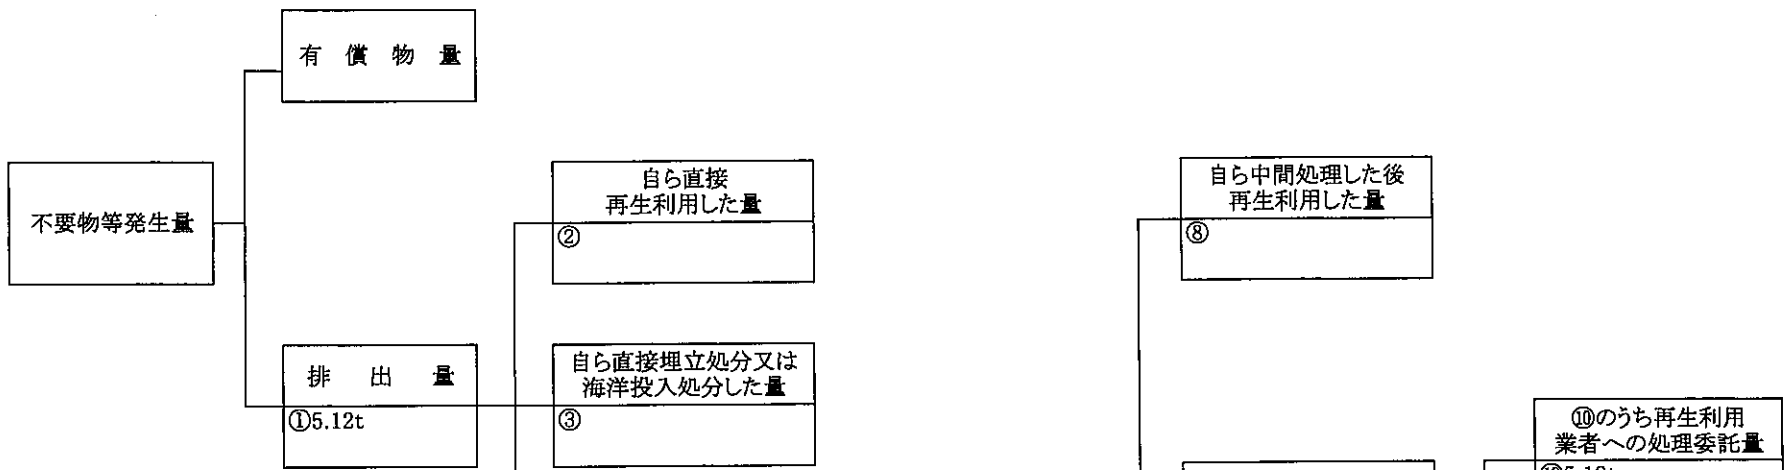 有償物量
不要物等発生量
自ら直接
再生利用した量
②
自ら中間処理した後
再生利用した量
⑧
排出量
①5.12t
自ら直接埋立処分又は
海洋投入処分した量
③
⑩のうち再生利用
業者への処理委託量